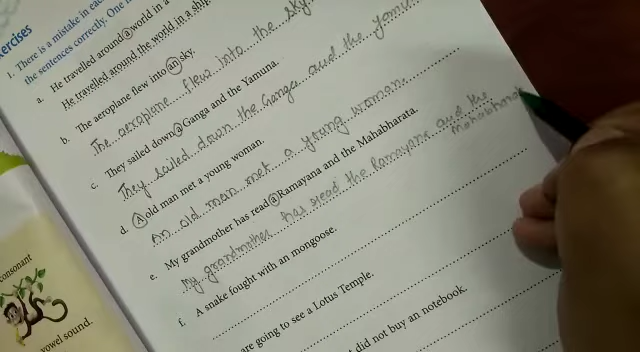 ercises
1. There is a mistake in eac
the sentences correctly. One
a. He travelled around a world in a
He travelled around the world in a ship
b. The aeroplane flew into an sky.
The aeroplane flew into the sky
c. They sailed down a Ganga and the Yamuna.
They sailed down the Ganga and the Yamuna.
d. A old man met a young woman.
An old man met a young woman.
e. My grandmother has read a Ramayana and the Mahabharata.
My grandmother has read the Ramayana and the Mahabharata
f. A snake fought with an mongoose.
are going to see a Lotus Temple.
did not buy an notebook.
onsonant
vowel sound.